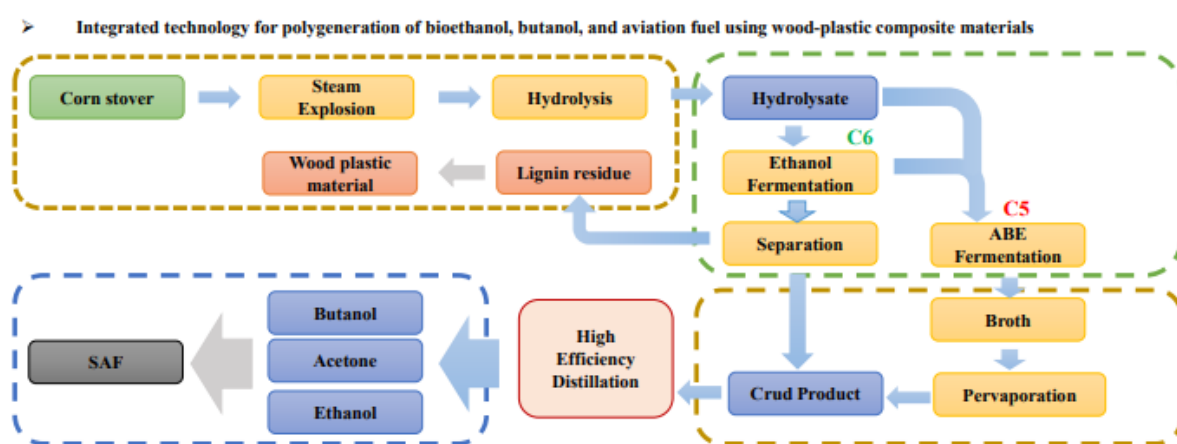 ➢ Integrated technology for polygeneration of bioethanol, butanol, and aviation fuel using wood-plastic composite materials
Corn stover
Steam
Explosion
Hydrolysis
Hydrolysate
C6
Wood plastic
material
Lignin residue
Ethanol
Fermentation
C5
Separation
ABE
Fermentation
Butanol
Broth
High
Efficiency
Distillation
SAF
Acetone
Crud Product
Pervaporation
Ethanol